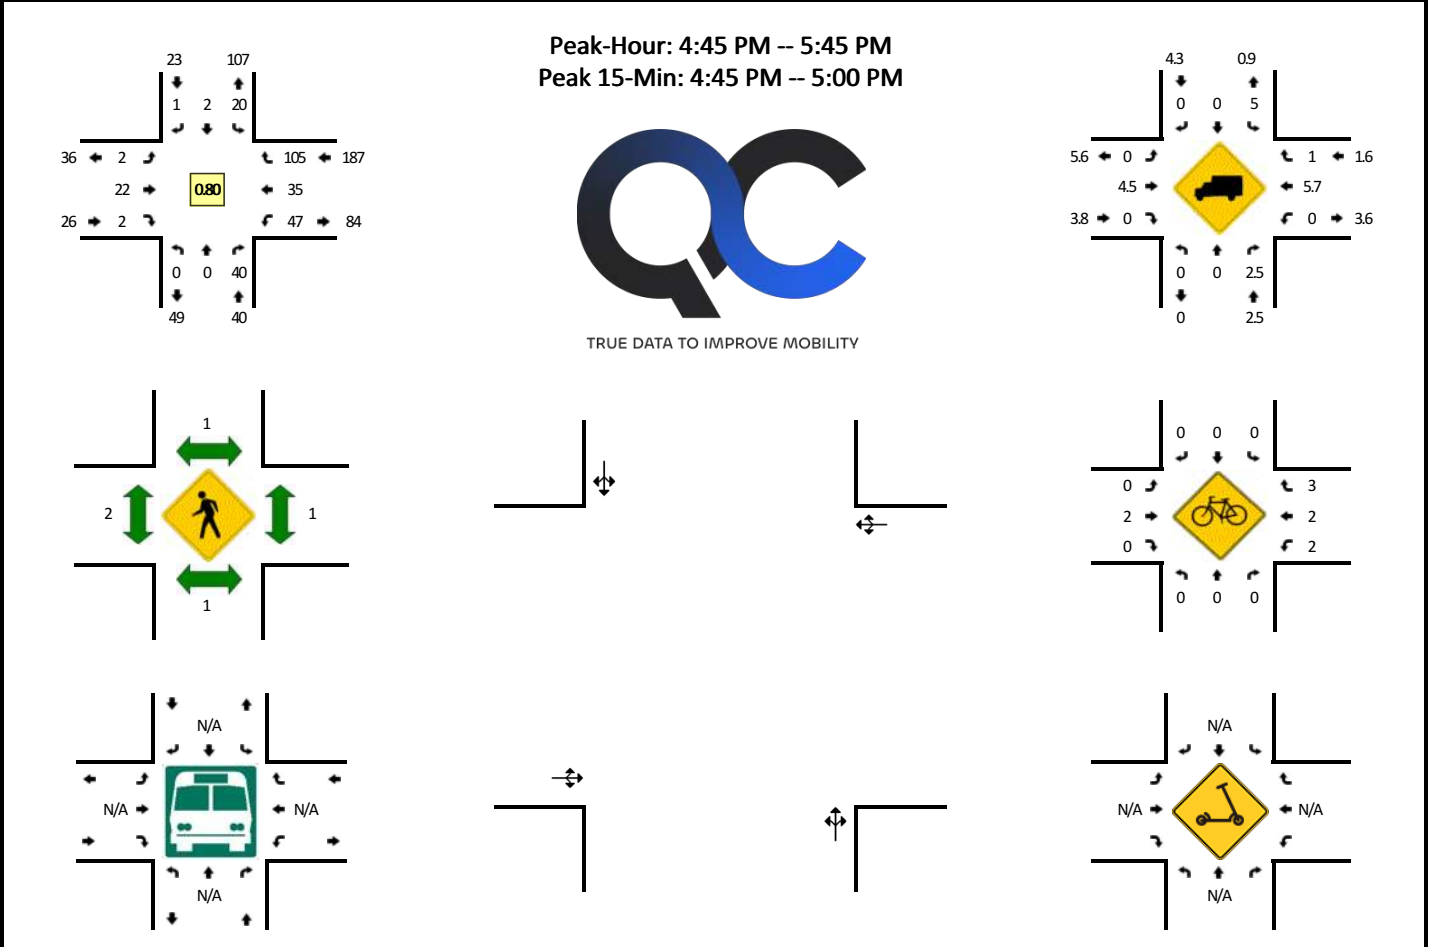 Peak-Hour: 4:45 PM -- 5:45 PM
Peak 15-Min: 4:45 PM -- 5:00 PM
23 107
1 2 20
36 2 105 187
22 0.80 35
26 2 47 84
0 0 40
49 40
QC
TRUE DATA TO IMPROVE MOBILITY
4.3 0.9
0 0 5
5.6 0 1 1.6
4.5 5.7
3.8 0 0 3.6
0 0 2.5
0 2.5
1
2 1
1
0 0 0
0 3
2 2
0 2
0 0 0
N/A
N/A N/A
N/A
N/A
N/A N/A
N/A